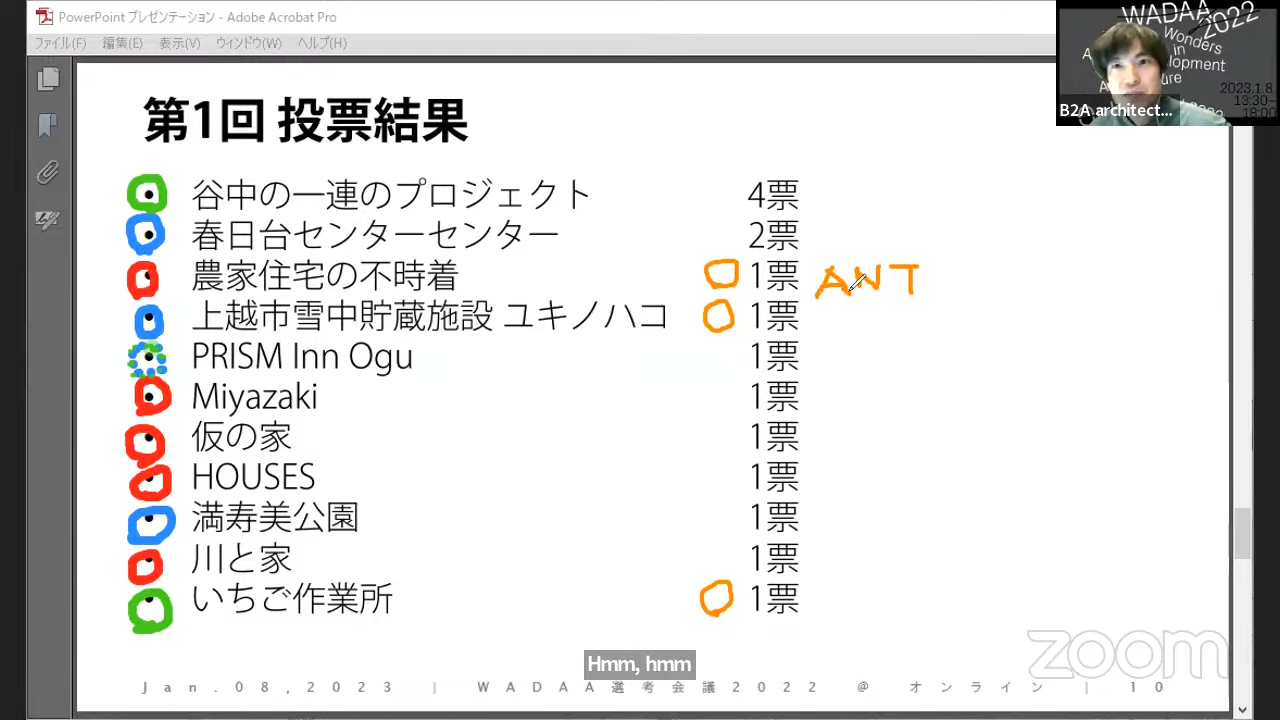 PowerPoint プレゼンテーション - Adobe Acrobat Pro
ファイル(F) 編集(E) 表示(V) ウィンドウ(W) ヘルプ(H)
WADAA 2022
Wonders
in
2023.1.8
13:30–
18:00
B2A architect...
第1回 投票結果
谷中の一連のプロジェクト 4票
春日台センターセンター 2票
農家住宅の不時着 1票 ANT
上越市雪中貯蔵施設 ユキノハコ 1票
PRISM Inn Ogu 1票
Miyazaki 1票
仮の家 1票
HOUSES 1票
満寿美公園 1票
川と家 1票
いちご作業所 1票
Hmm, hmm
zoom
Jan.08,2023 | WADAA選考会議2022 @ オンライン | 10